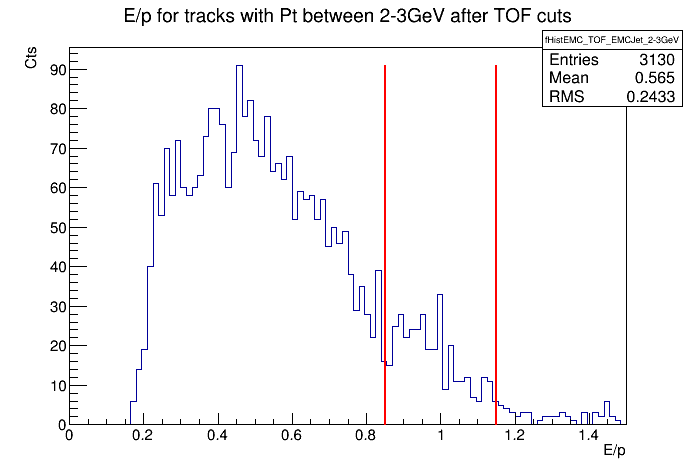 E/p for tracks with Pt between 2-3GeV after TOF cuts
fHistEMC_TOF_EMCJet_2-3GeV
Entries 3130
Mean 0.565
RMS 0.2433
Cts
90
80
70
60
50
40
30
20
10
0
0 0.2 0.4 0.6 0.8 1 1.2 1.4
E/p